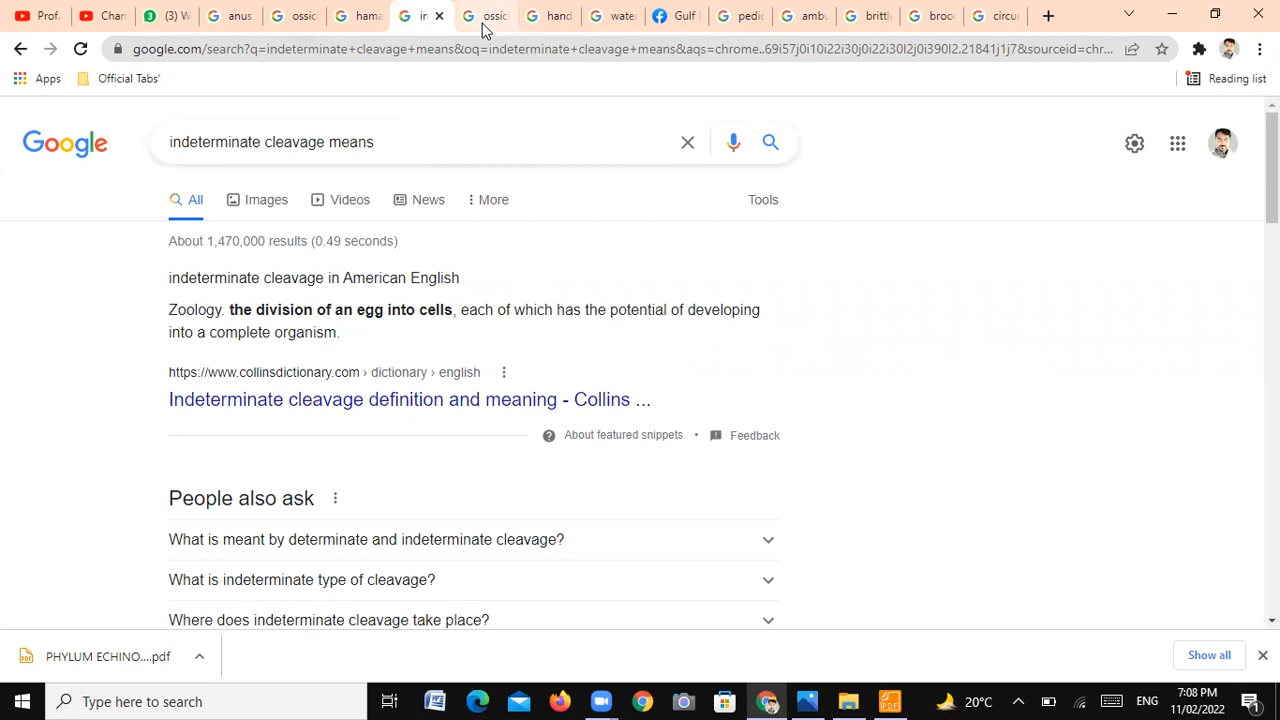 Prof.
Chan
(3) W
anus
ossic
hama
in
ossic
hand
wate
Gulf
pedic
ambu
brittl
broo
circu
google.com/search?q=indeterminate+cleavage+means&oq=indeterminate+cleavage+means&aqs=chrome..69i57j0i10i22i30j0i22i30l2j0i390l2.21841j1j7&sourceid=chr...
Apps
Official Tabs'
Reading list
Google
indeterminate cleavage means
All
Images
Videos
News
More
Tools
About 1,470,000 results (0.49 seconds)
indeterminate cleavage in American English
Zoology. the division of an egg into cells, each of which has the potential of developing
into a complete organism.
https://www.collinsdictionary.com › dictionary › english
Indeterminate cleavage definition and meaning - Collins ...
About featured snippets • Feedback
People also ask
What is meant by determinate and indeterminate cleavage?
What is indeterminate type of cleavage?
Where does indeterminate cleavage take place?
PHYLUM ECHINO....pdf
Show all
Type here to search
20°C
ENG
7:08 PM
11/02/2022
1